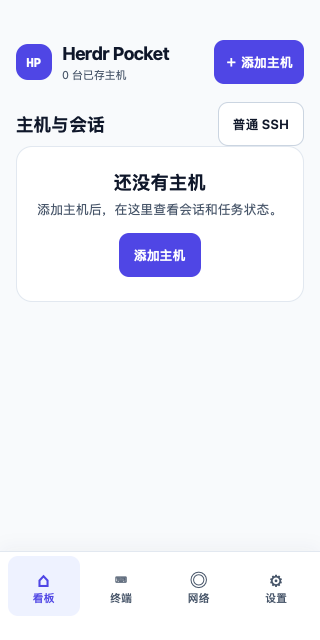 HP
Herdr Pocket
0 台已存主机
+ 添加主机
主机与会话
普通 SSH
还没有主机
添加主机后，在这里查看会话和任务状态。
添加主机
看板
终端
网络
设置